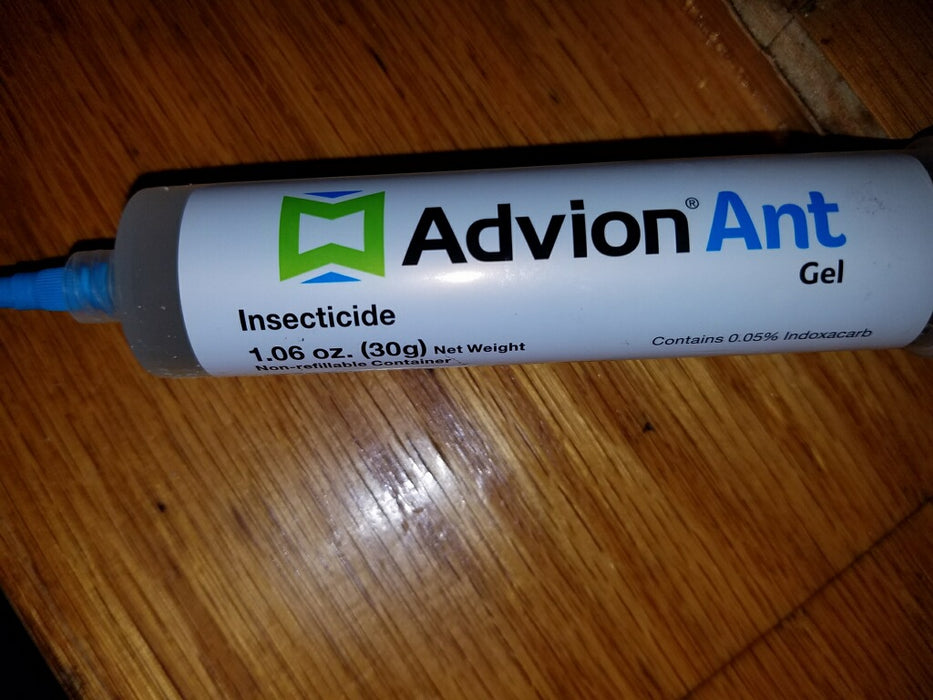 Advion® Ant
Gel
Insecticide
1.06 oz. (30g) Net Weight
Non-refillable Container
Contains 0.05% Indoxacarb